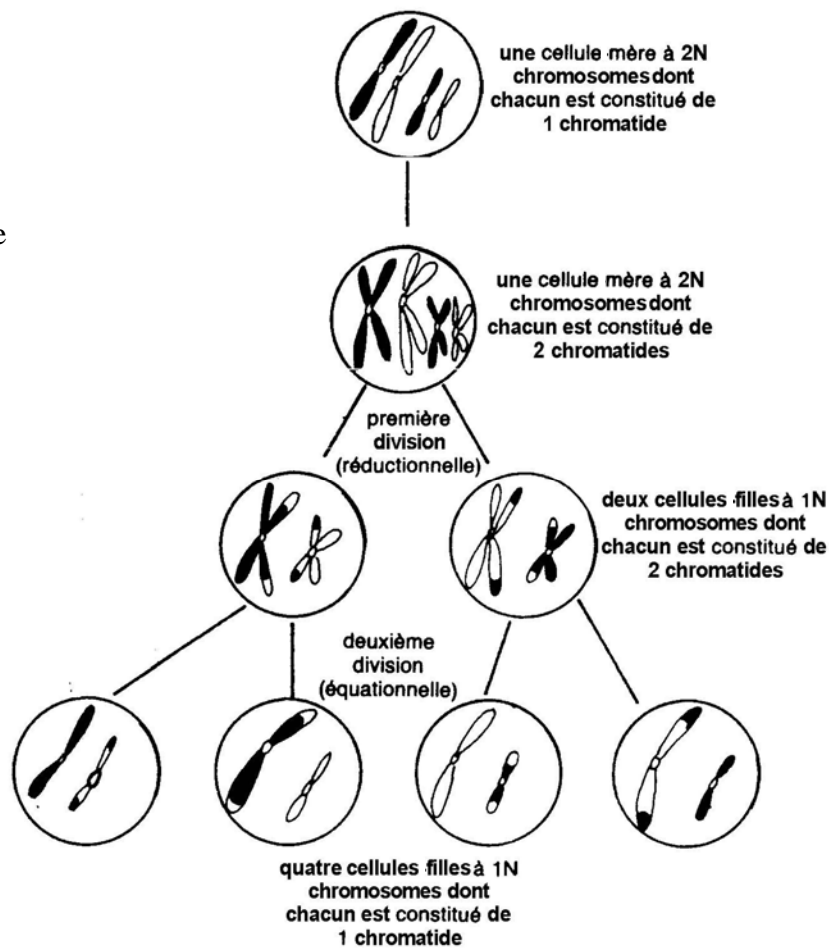 une cellule mère à 2N
chromosomes dont
chacun est constitué de
1 chromatide
e
une cellule mère à 2N
chromosomes dont
chacun est constitué de
2 chromatides
première
division
(réductionnelle)
deux cellules filles à 1N
chromosomes dont
chacun est constitué de
2 chromatides
deuxième
division
(équationnelle)
quatre cellules filles à 1N
chromosomes dont
chacun est constitué de
1 chromatide